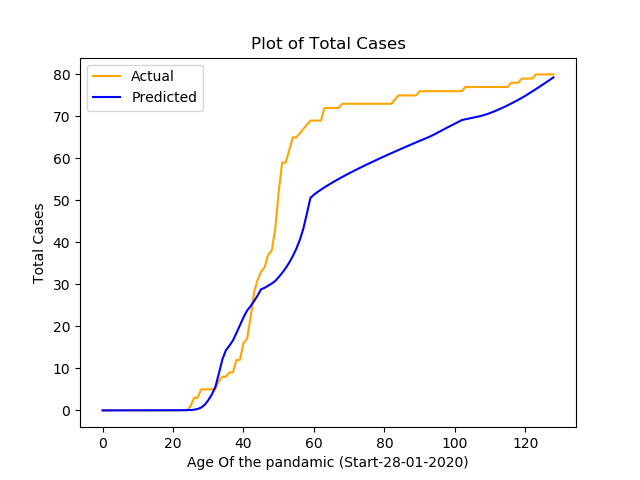 Plot of Total Cases
Actual
Predicted
80
70
60
50
40
30
20
10
0
Total Cases
0 20 40 60 80 100 120
Age Of the pandamic (Start-28-01-2020)